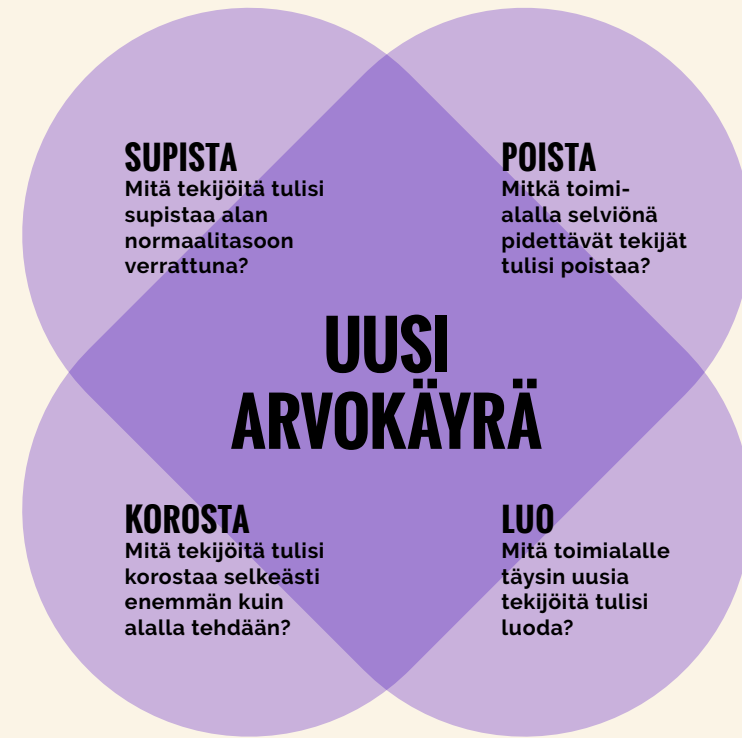 SUPISTA
Mitä tekijöitä tulisi
supistaa alan
normaalitasoon
verrattuna?
POISTA
Mitkä toimi-
alalla selviönä
pidettävät tekijät
tulisi poistaa?
UUSI
ARVOKÄYRÄ
KOROSTA
Mitä tekijöitä tulisi
korostaa selkeästi
enemmän kuin
alalla tehdään?
LUO
Mitä toimialalle
täysin uusia
tekijöitä tulisi
luoda?